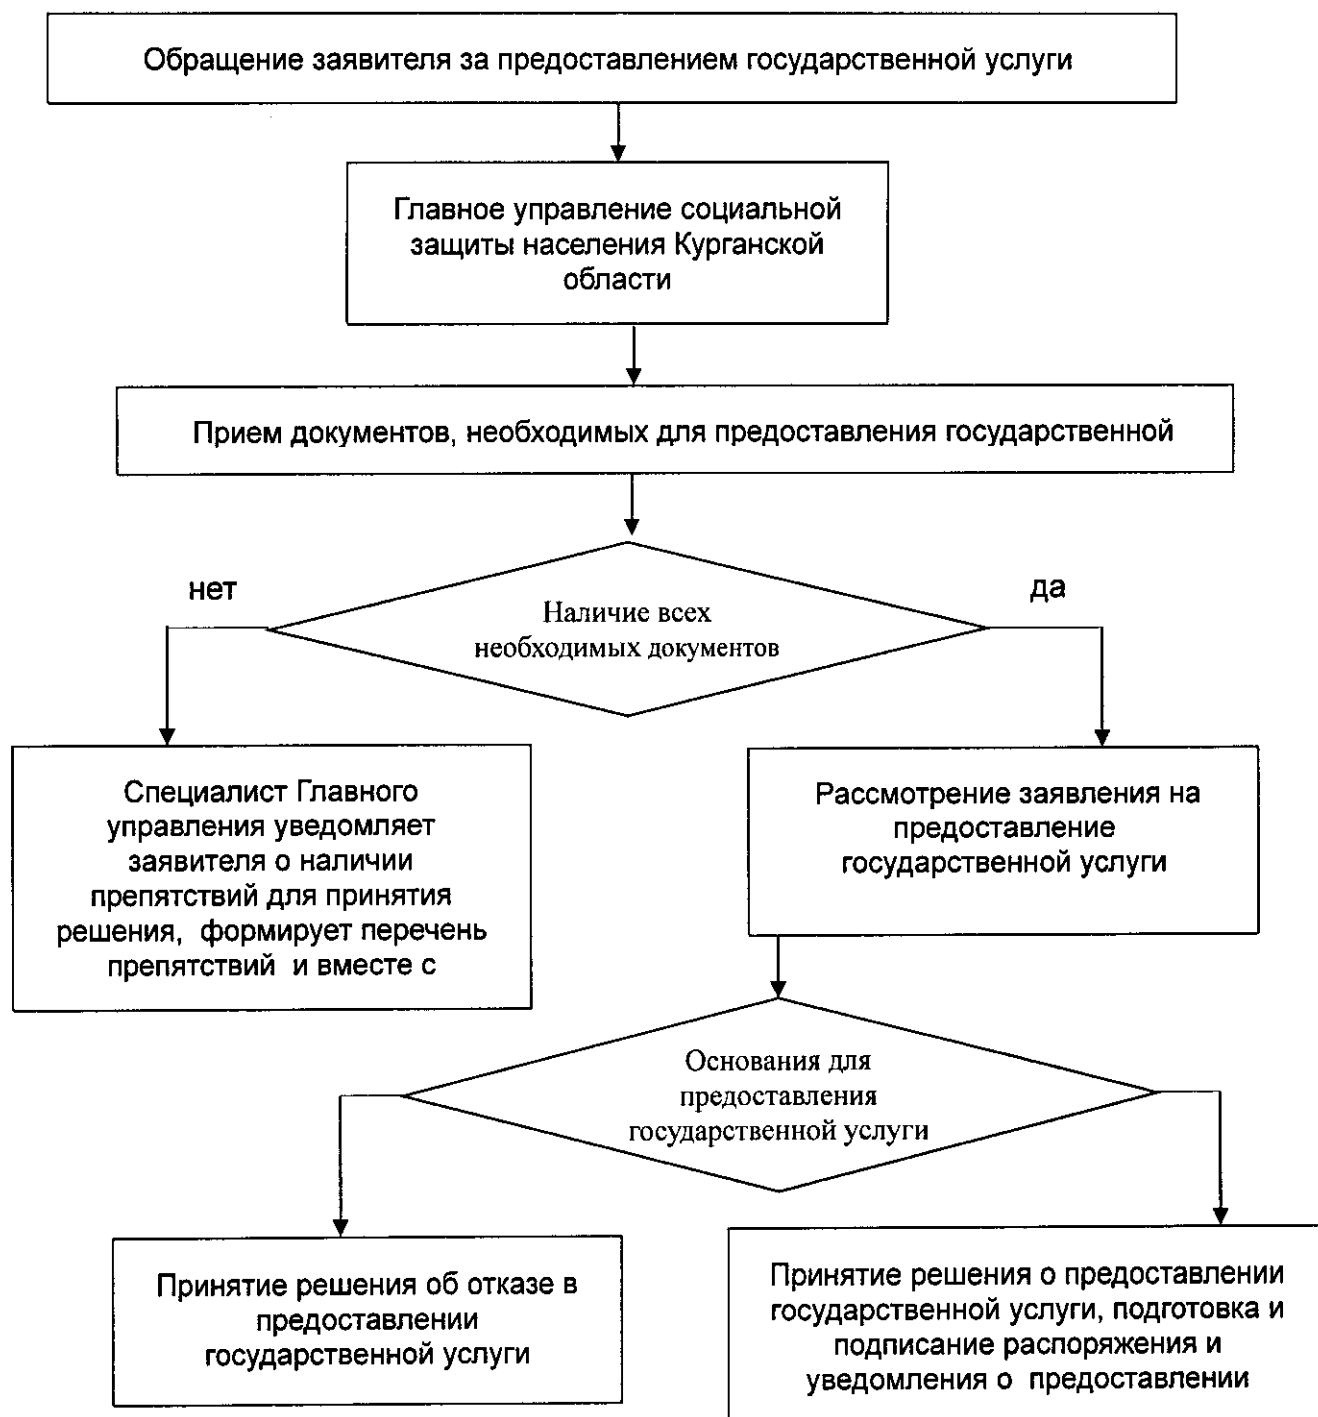 Обращение заявителя за предоставлением государственной услуги
Главное управление социальной
защиты населения Курганской
области
Прием документов, необходимых для предоставления государственной
нет
да
Наличие всех
необходимых документов
Специалист Главного
управления уведомляет
заявителя о наличии
препятствий для принятия
решения, формирует перечень
препятствий и вместе с
Рассмотрение заявления на
предоставление
государственной услуги
Основания для
предоставления
государственной услуги
Принятие решения об отказе в
предоставлении
государственной услуги
Принятие решения о предоставлении
государственной услуги, подготовка и
подписание распоряжения и
уведомления о предоставлении